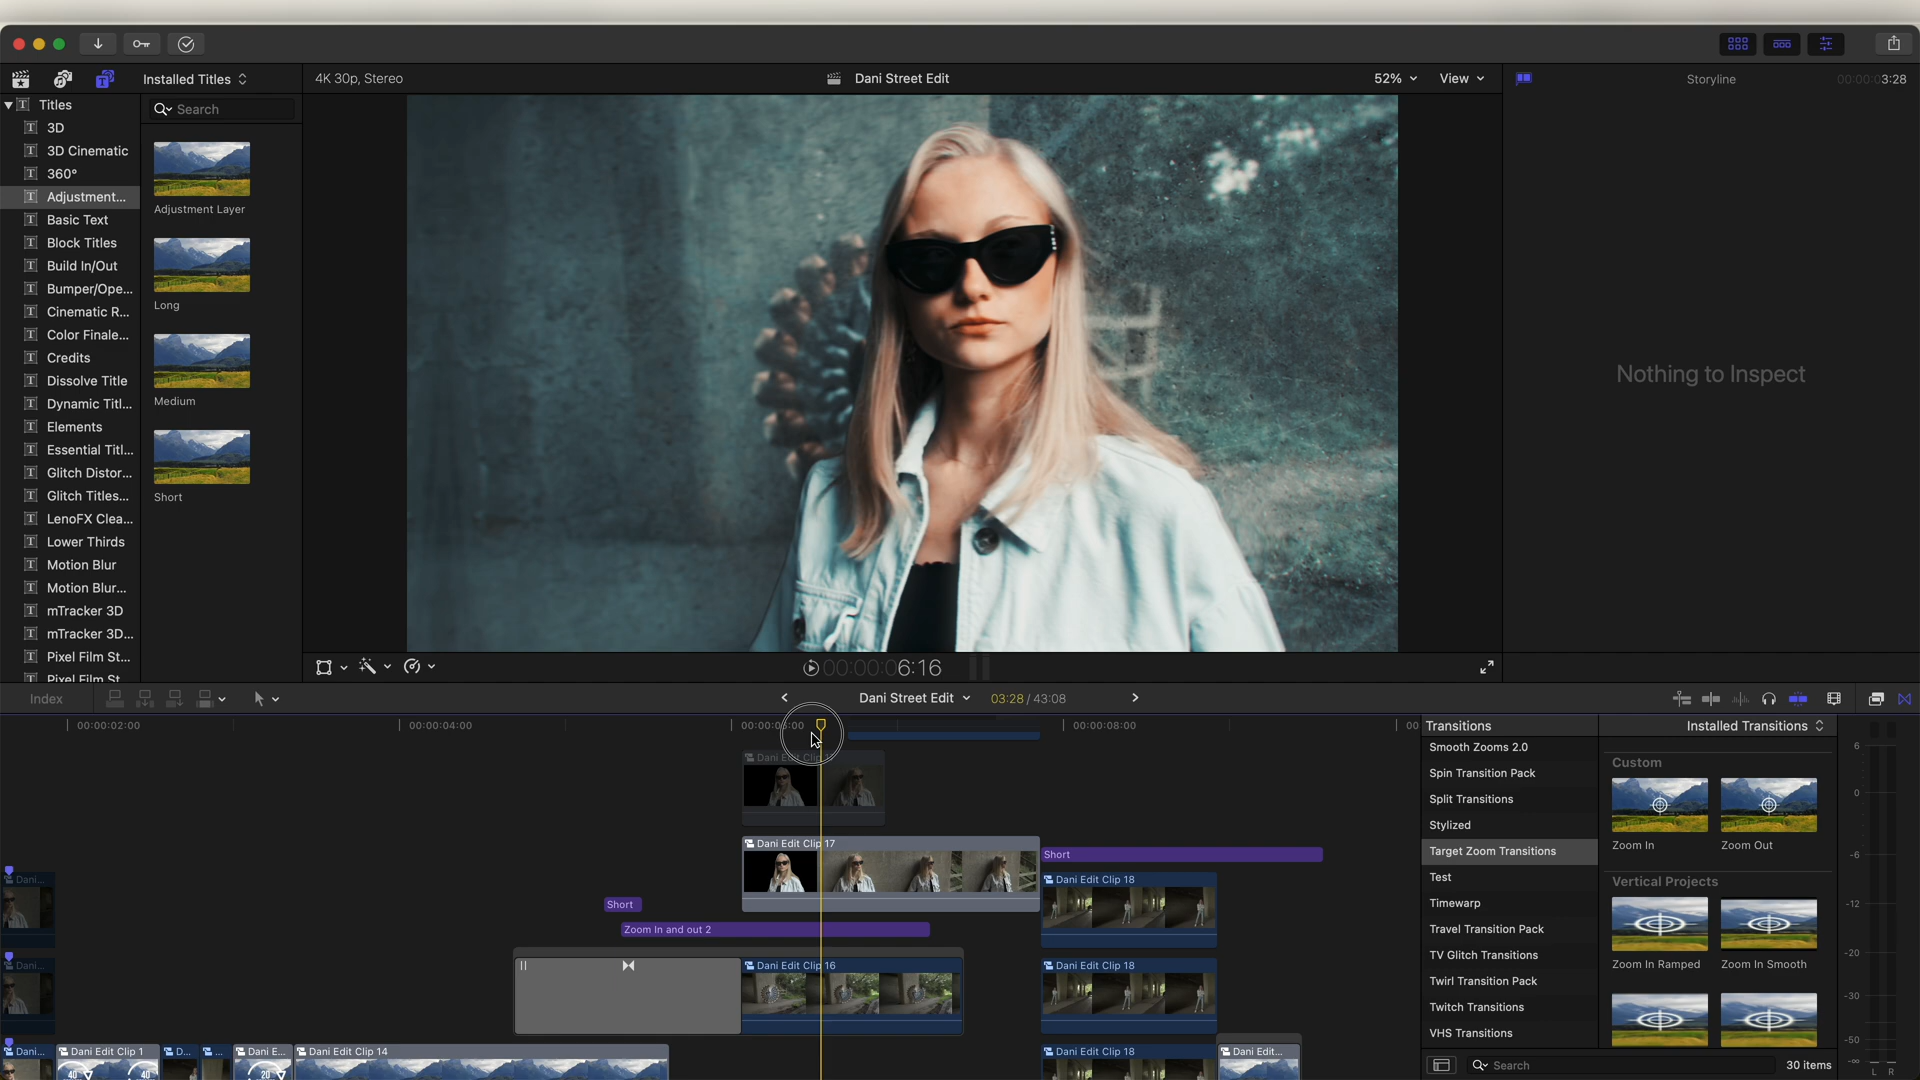 Installed Titles
4K 30p, Stereo
Dani Street Edit
52%
View
Storyline
00:00:03:28
Titles
Search
3D
3D Cinematic
360°
Adjustment...
Basic Text
Block Titles
Build In/Out
Bumper/Ope...
Cinematic R...
Color Finale...
Credits
Dissolve Title
Dynamic Titl...
Elements
Essential Titl...
Glitch Distor...
Glitch Titles...
LenoFX Clea...
Lower Thirds
Motion Blur
Motion Blur...
mTracker 3D
mTracker 3D...
Pixel Film St...
Pixel Film St
Adjustment Layer
Long
Medium
Short
Nothing to Inspect
00:00:06:16
Index
Dani Street Edit
03:28 / 43:08
00:00:02:00
00:00:04:00
00:00:08:00
00
Dani Edit Clip
Dani Edit Clip 17
Short
Dani Edit Clip 18
Dani...
Short
Zoom In and out 2
Dani...
Dani Edit Clip 16
Dani Edit Clip 18
Dani...
Dani Edit Clip 1
D...
...
Dani E...
Dani Edit Clip 14
Dani Edit Clip 18
Dani Edit...
40
40
20
Transitions
Installed Transitions
Smooth Zooms 2.0
Spin Transition Pack
Split Transitions
Stylized
Target Zoom Transitions
Test
Timewarp
Travel Transition Pack
TV Glitch Transitions
Twirl Transition Pack
Twitch Transitions
VHS Transitions
Custom
Zoom In
Zoom Out
Vertical Projects
Zoom In Ramped
Zoom In Smooth
Search
30 items
6
0
-6
-12
-20
-30
-50
-∞
L R